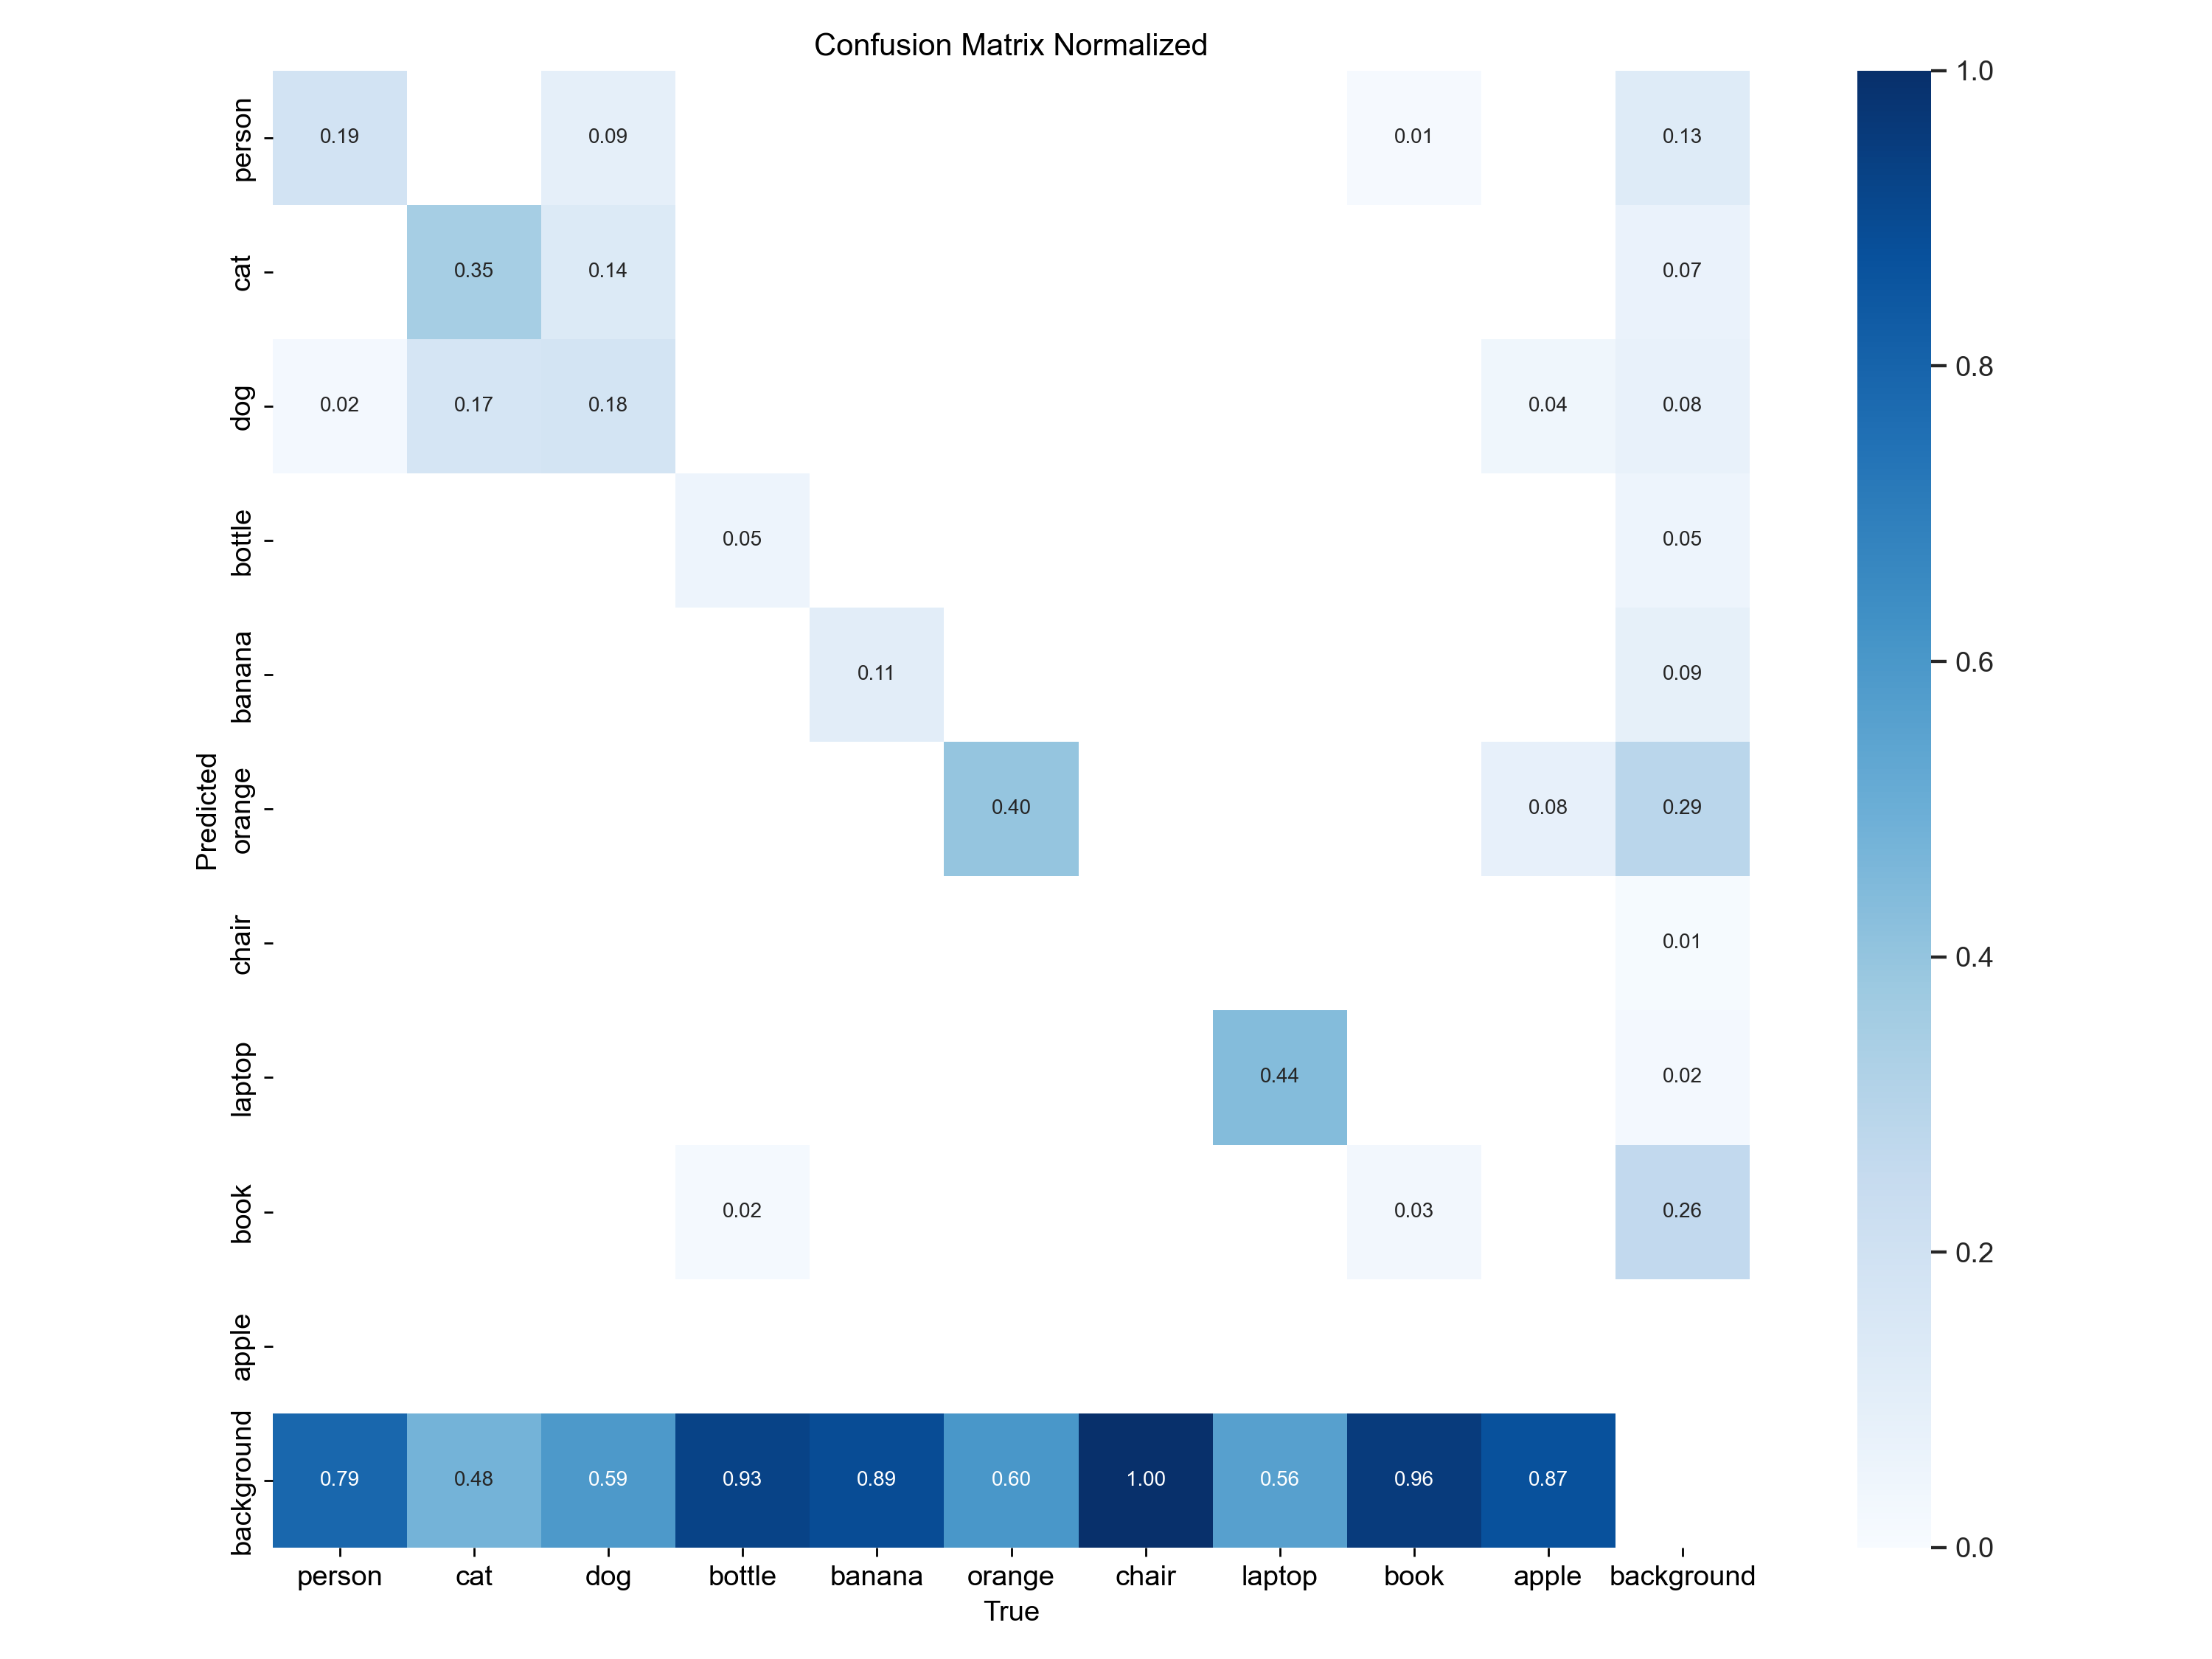 Confusion Matrix Normalized
person 0.19 0.09 0.01 0.13
cat 0.35 0.14 0.07
dog 0.02 0.17 0.18 0.04 0.08
bottle 0.05 0.05
banana 0.11 0.09
orange 0.40 0.08 0.29
chair 0.01
laptop 0.44 0.02
book 0.02 0.03 0.26
apple
background 0.79 0.48 0.59 0.93 0.89 0.60 1.00 0.56 0.96 0.87
person cat dog bottle banana orange chair laptop book apple background
True
Predicted
1.0
0.8
0.6
0.4
0.2
0.0